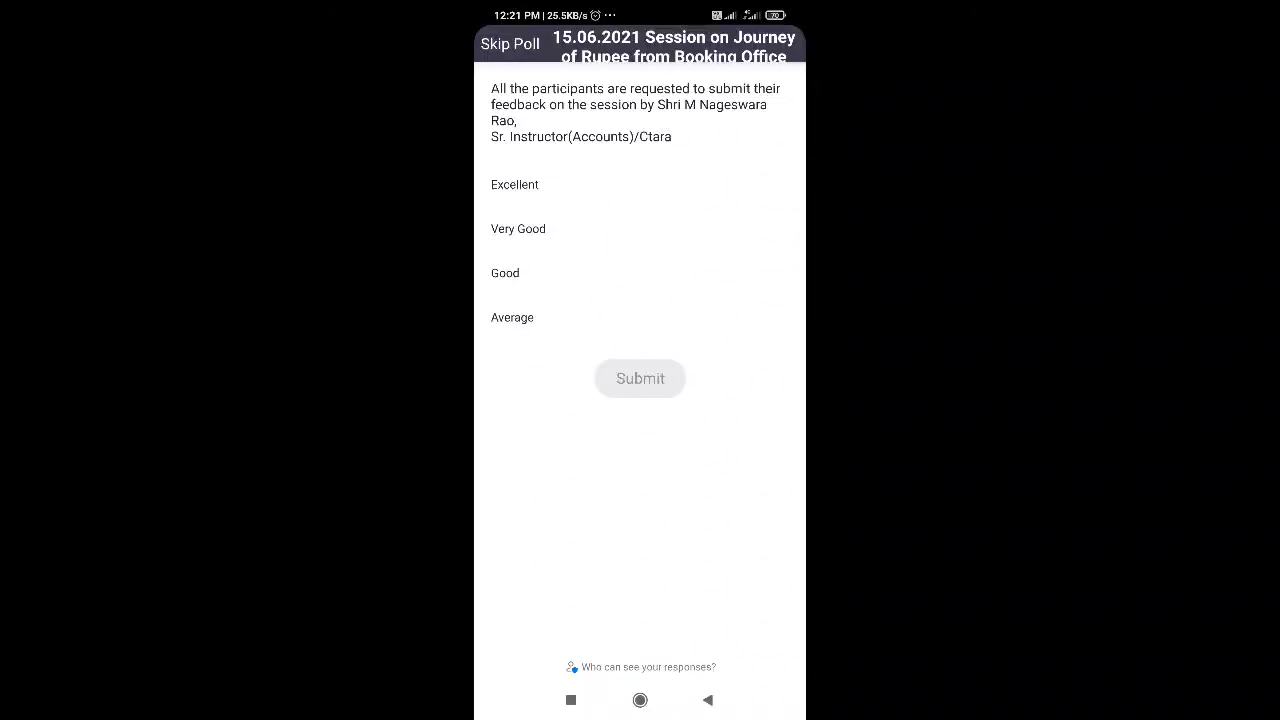 12:21 PM | 25.5KB/s ...
4G 70
Skip Poll
15.06.2021 Session on Journey
of Rupee from Booking Office
All the participants are requested to submit their
feedback on the session by Shri M Nageswara
Rao,
Sr. Instructor(Accounts)/Ctara
Excellent
Very Good
Good
Average
Submit
Who can see your responses?